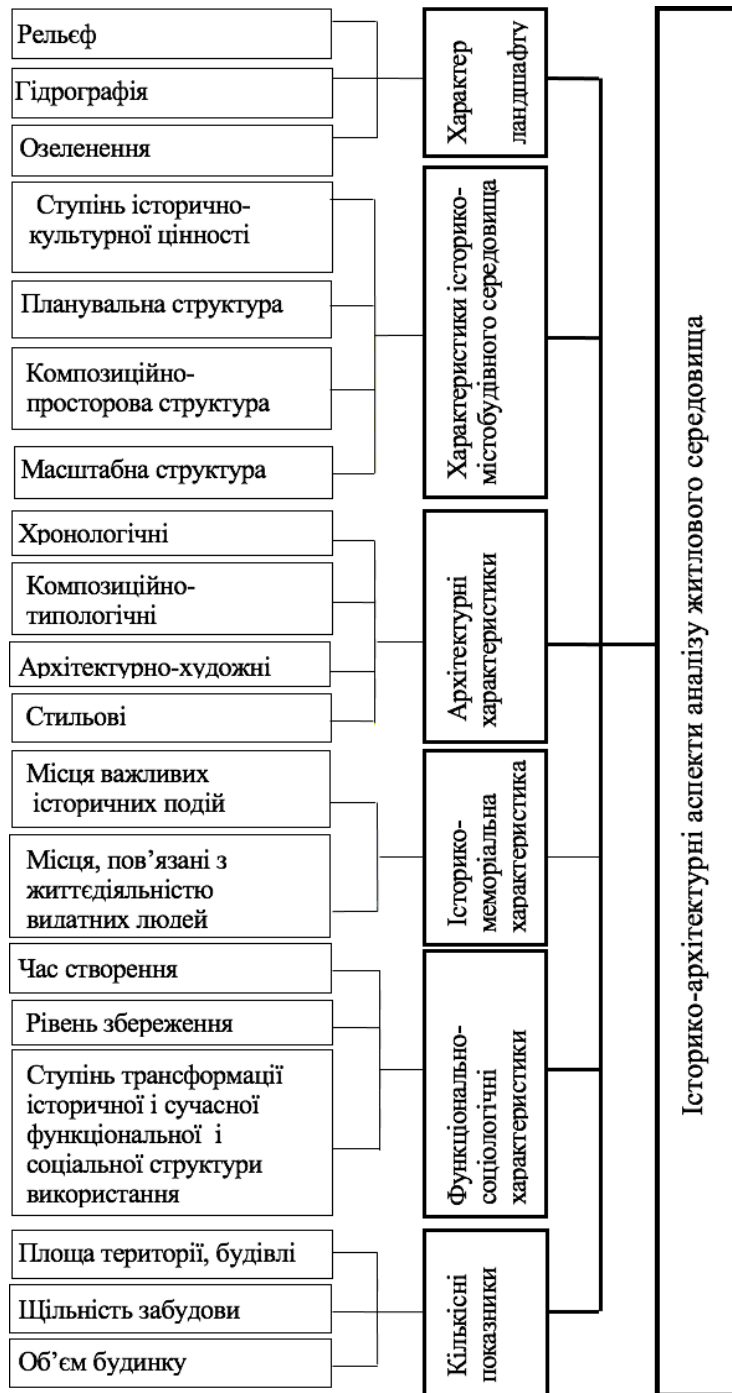 Рельєф
Гідрографія
Озеленення
Характер
ландшафту
Ступінь історично-
культурної цінності
Планувальна структура
Композиційно-
просторова структура
Масштабна структура
Характеристики історико-
містобудівного середовища
Хронологічні
Композиційно-
типологічні
Архітектурно-художні
Стильові
Архітектурні
характеристики
Місця важливих
історичних подій
Місця, пов’язані з
життєдіяльністю
видатних людей
Історико-
меморіальна
характеристика
Час створення
Рівень збереження
Ступінь трансформації
історичної і сучасної
функціональної і
соціальної структури
використання
Функціонально-
соціологічні
характеристики
Площа території, будівлі
Щільність забудови
Об’єм будинку
Кількісні
показники
Історико-архітектурні аспекти аналізу житлового середовища